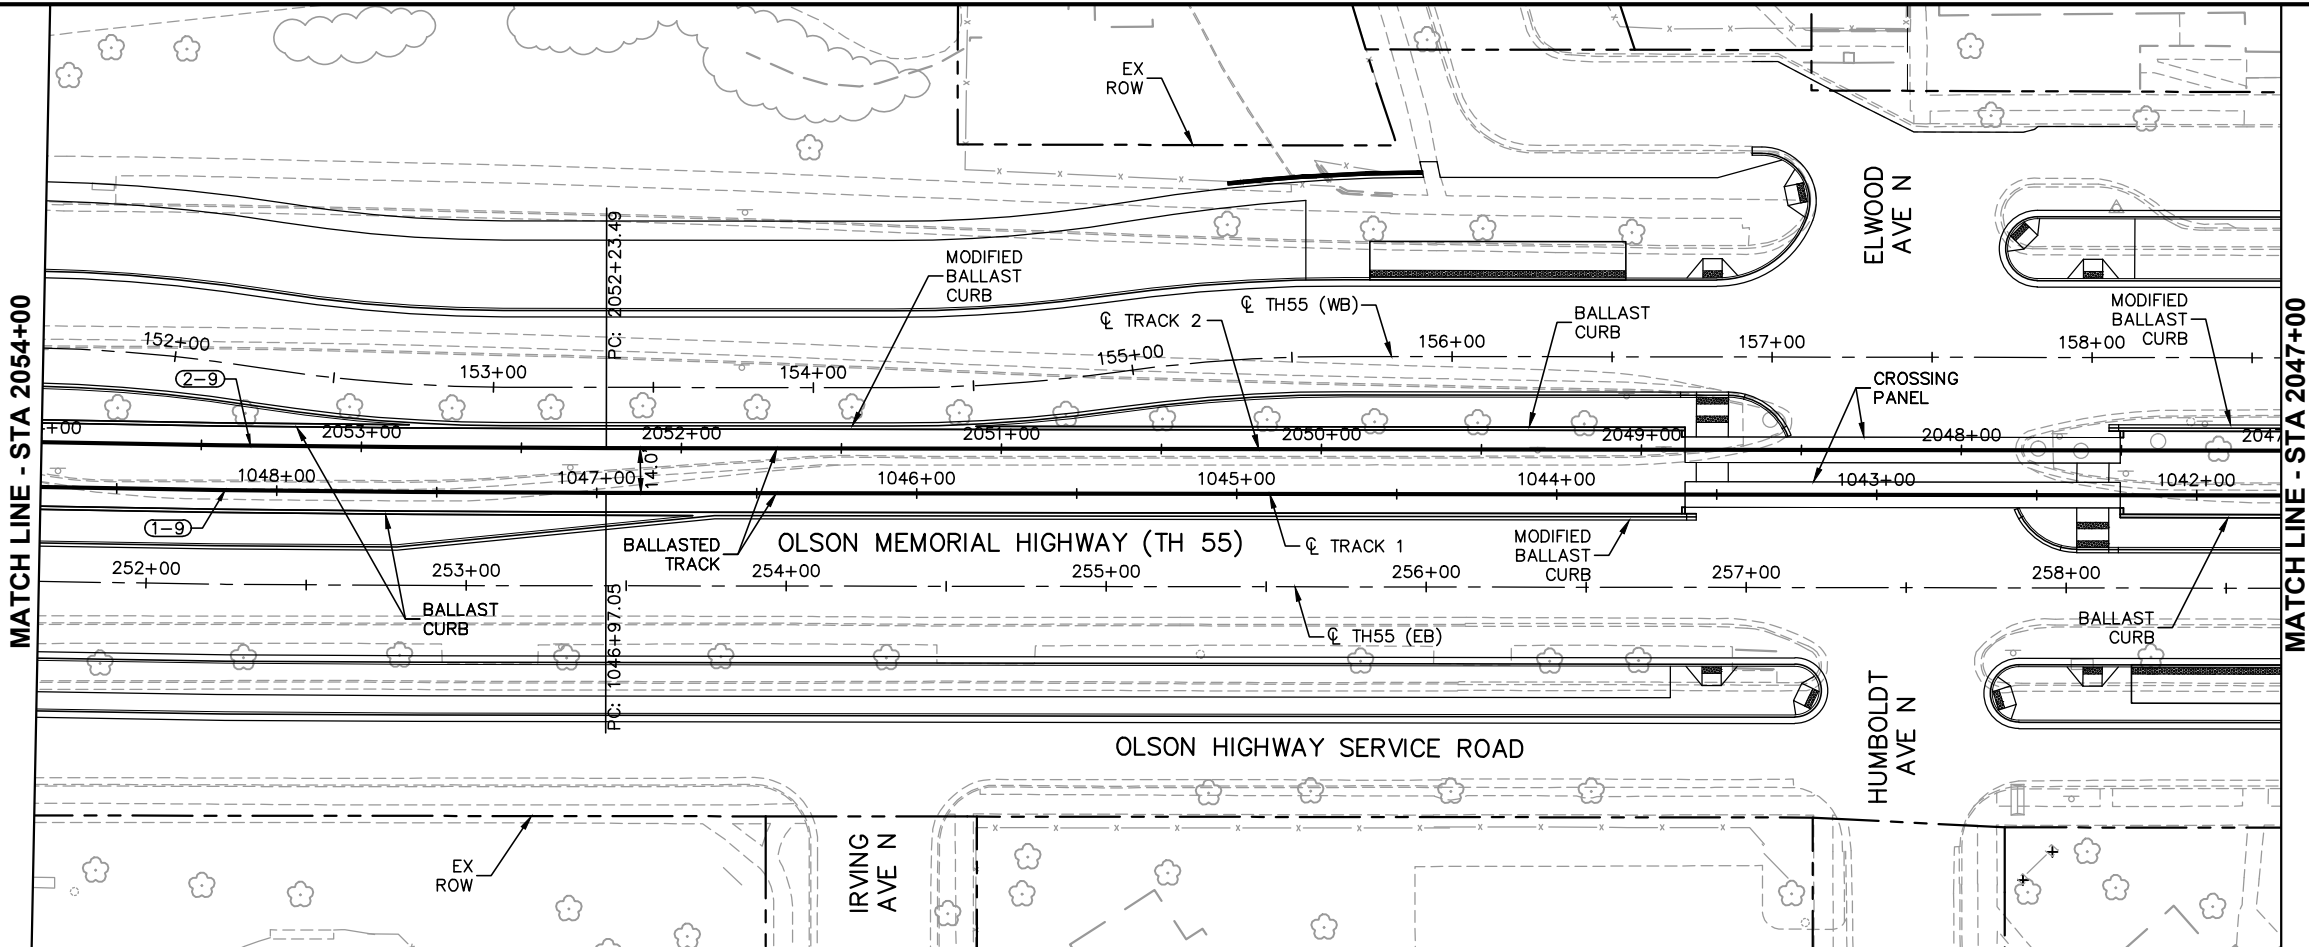 MATCH LINE - STA 2054+00
EX
ROW
ELWOOD
AVE N
PC: 2052+23.49
MODIFIED
BALLAST
CURB
℄ TH55 (WB)
℄ TRACK 2
BALLAST
CURB
MODIFIED
BALLAST
CURB
152+00
153+00
154+00
155+00
156+00
157+00
158+00
2-9
CROSSING
PANEL
+00
2053+00
2052+00
2051+00
2050+00
2049+00
2048+00
2047
14.0'
1048+00
1047+00
1046+00
1045+00
1044+00
1043+00
1042+00
1-9
BALLASTED
TRACK
OLSON MEMORIAL HIGHWAY (TH 55)
℄ TRACK 1
MODIFIED
BALLAST
CURB
252+00
253+00
254+00
255+00
256+00
257+00
258+00
BALLAST
CURB
PC: 1046+97.05
℄ TH55 (EB)
BALLAST
CURB
OLSON HIGHWAY SERVICE ROAD
HUMBOLDT
AVE N
EX
ROW
IRVING
AVE N
MATCH LINE - STA 2047+00